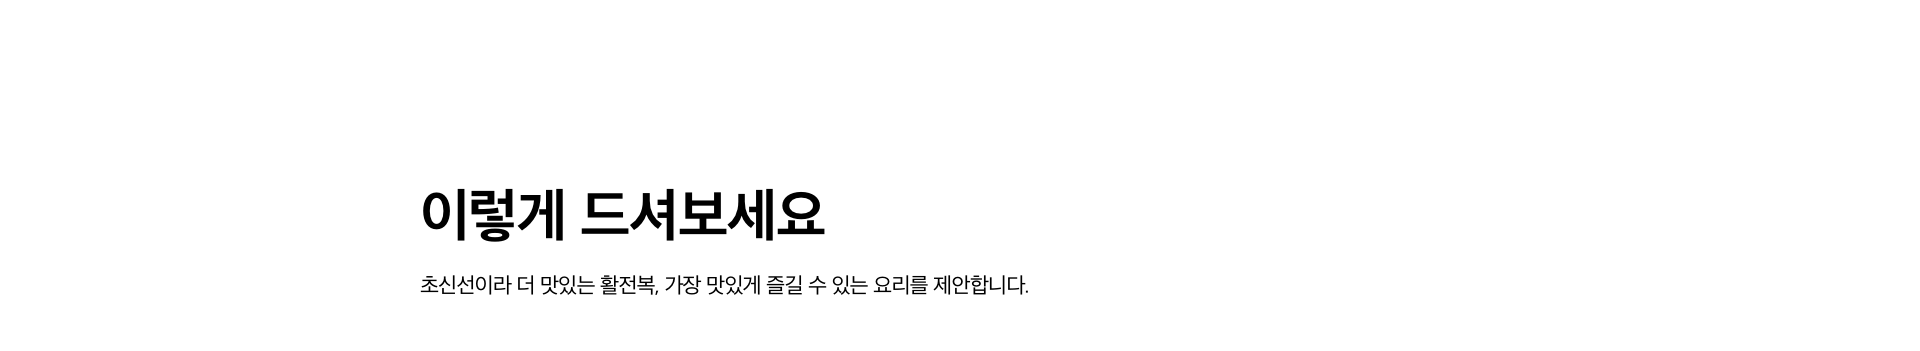 이렇게 드셔보세요
초신선이라 더 맛있는 활전복, 가장 맛있게 즐길 수 있는 요리를 제안합니다.